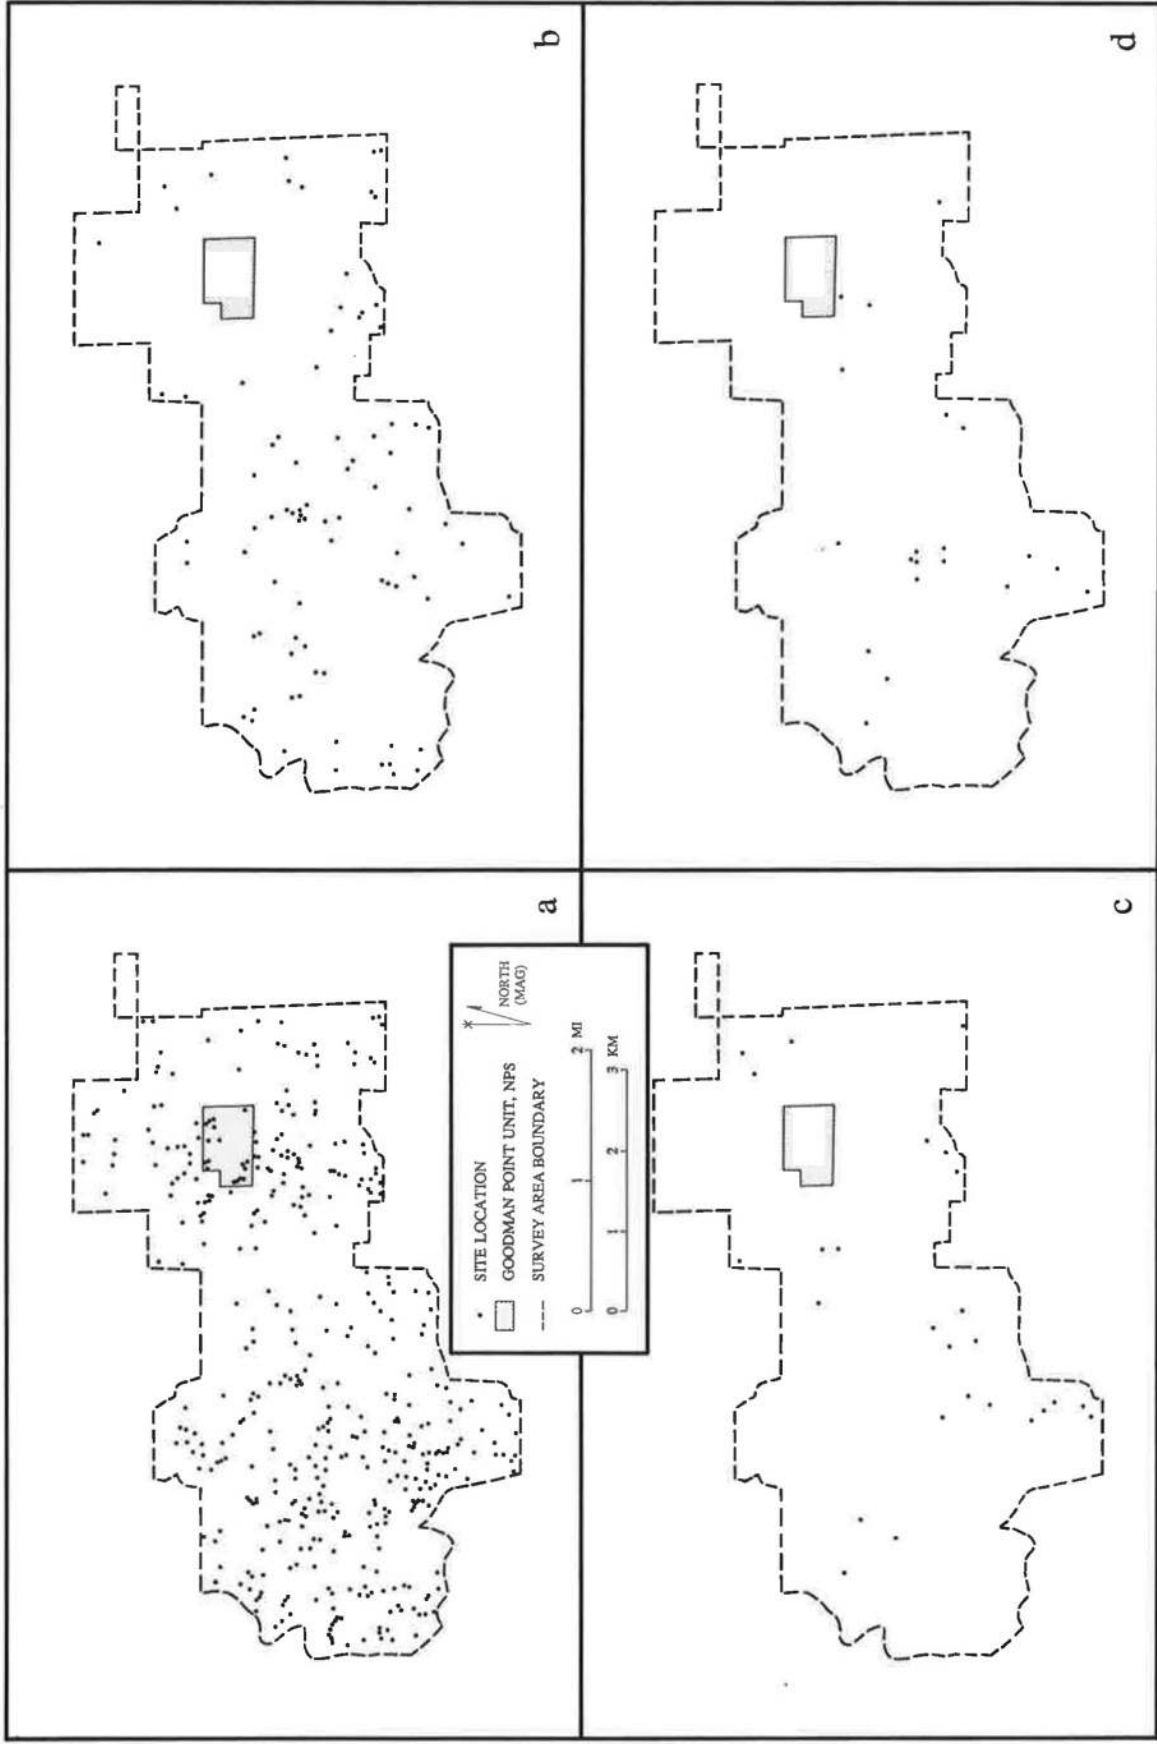 a
b
SITE LOCATION
GOODMAN POINT UNIT, NPS
SURVEY AREA BOUNDARY
NORTH
(MAG)
0 1 2 MI
0 1 2 3 KM
c
d